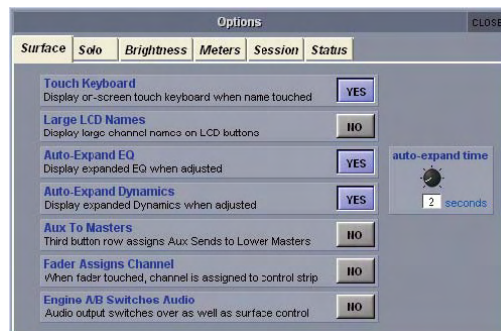 Options
CLOSE
Surface Solo Brightness Meters Session Status
Touch Keyboard
Display on-screen touch keyboard when name touched
YES
Large LCD Names
Display large channel names on LCD buttons
NO
Auto-Expand EQ
Display expanded EQ when adjusted
YES
auto-expand time
2 seconds
Auto-Expand Dynamics
Display expanded Dynamics when adjusted
YES
Aux To Masters
Third button row assigns Aux Sends to Lower Masters
NO
Fader Assigns Channel
When fader touched, channel is assigned to control strip
NO
Engine A/B Switches Audio
Audio output switches over as well as surface control
NO